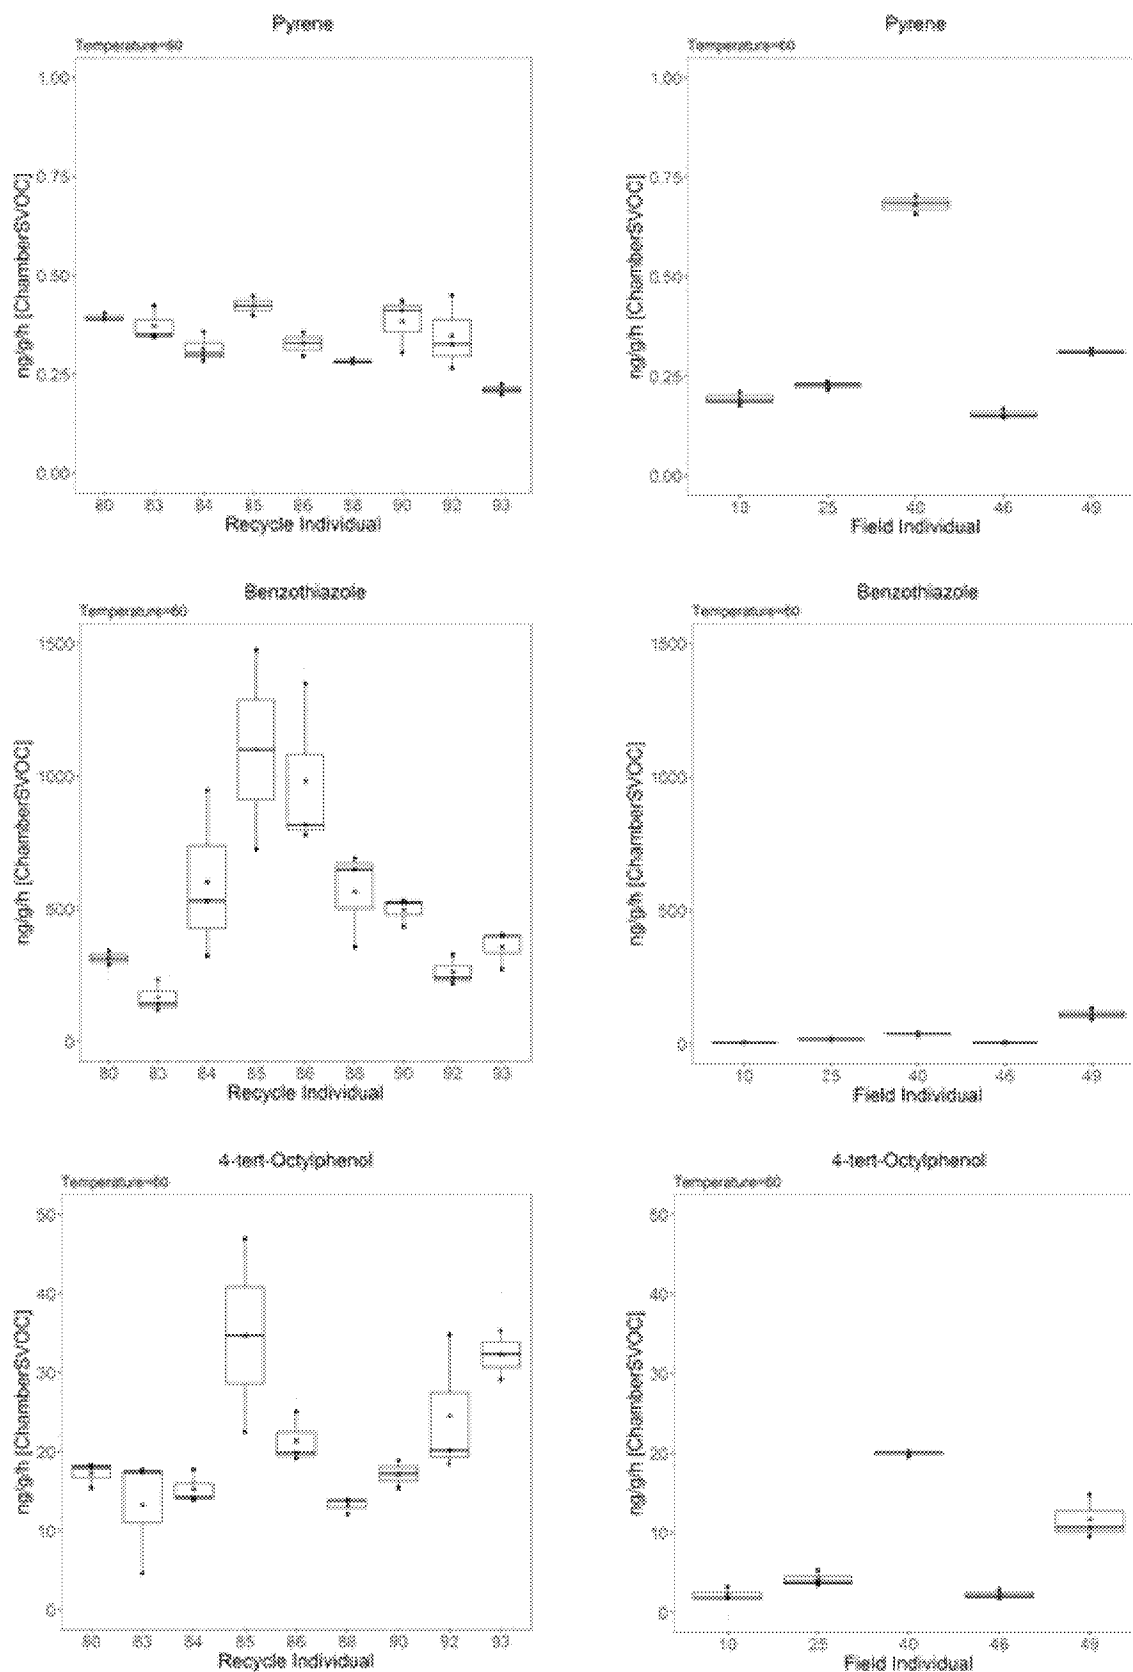 Pyrene
Temperature=60
1.00
0.75
0.50
0.25
0.00
ng/g/h [ChamberSVOC]
80 83 84 85 86 88 90 92 93
Recycle Individual
Pyrene
Temperature=60
1.00
0.75
0.50
0.25
0.00
ng/g/h [ChamberSVOC]
10 25 40 46 49
Field Individual
Benzothiazole
Temperature=60
1500
1000
500
0
ng/g/h [ChamberSVOC]
80 83 84 85 86 88 90 92 93
Recycle Individual
Benzothiazole
Temperature=60
1500
1000
500
0
ng/g/h [ChamberSVOC]
10 25 40 46 49
Field Individual
4-tert-Octylphenol
Temperature=60
50
40
30
20
10
0
ng/g/h [ChamberSVOC]
80 83 84 85 86 88 90 92 93
Recycle Individual
4-tert-Octylphenol
Temperature=60
50
40
30
20
10
0
ng/g/h [ChamberSVOC]
10 25 40 46 49
Field Individual